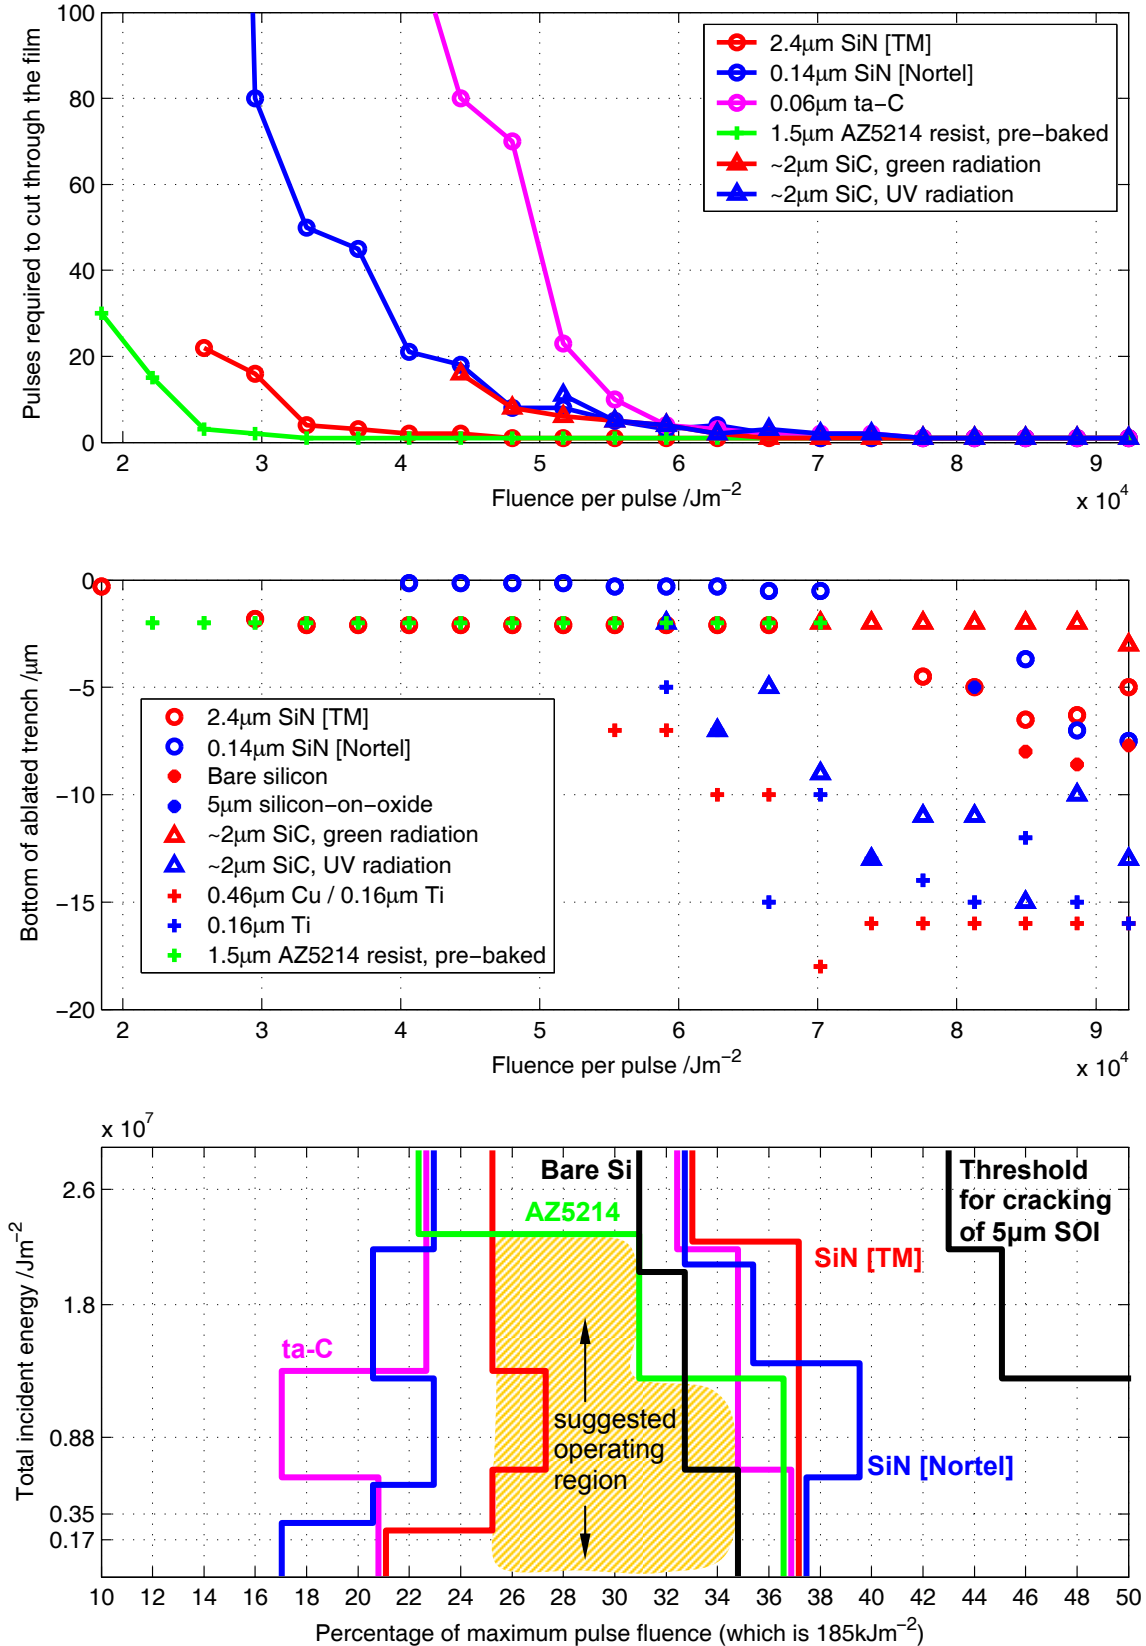 100
80
60
40
20
0
Pulses required to cut through the film
2.4μm SiN [TM]
0.14μm SiN [Nortel]
0.06μm ta−C
1.5μm AZ5214 resist, pre−baked
~2μm SiC, green radiation
~2μm SiC, UV radiation
2 3 4 5 6 7 8 9
Fluence per pulse /Jm−2
x 10^4
0
−5
−10
−15
−20
Bottom of ablated trench /μm
2.4μm SiN [TM]
0.14μm SiN [Nortel]
Bare silicon
5μm silicon−on−oxide
~2μm SiC, green radiation
~2μm SiC, UV radiation
0.46μm Cu / 0.16μm Ti
0.16μm Ti
1.5μm AZ5214 resist, pre−baked
2 3 4 5 6 7 8 9
Fluence per pulse /Jm−2
x 10^4
x 10^7
2.6
1.8
0.88
0.35
0.17
Total incident energy /Jm−2
Bare Si
AZ5214
Threshold
for cracking
of 5μm SOI
SiN [TM]
ta-C
suggested
operating
region
SiN [Nortel]
10 12 14 16 18 20 22 24 26 28 30 32 34 36 38 40 42 44 46 48 50
Percentage of maximum pulse fluence (which is 185kJm−2)